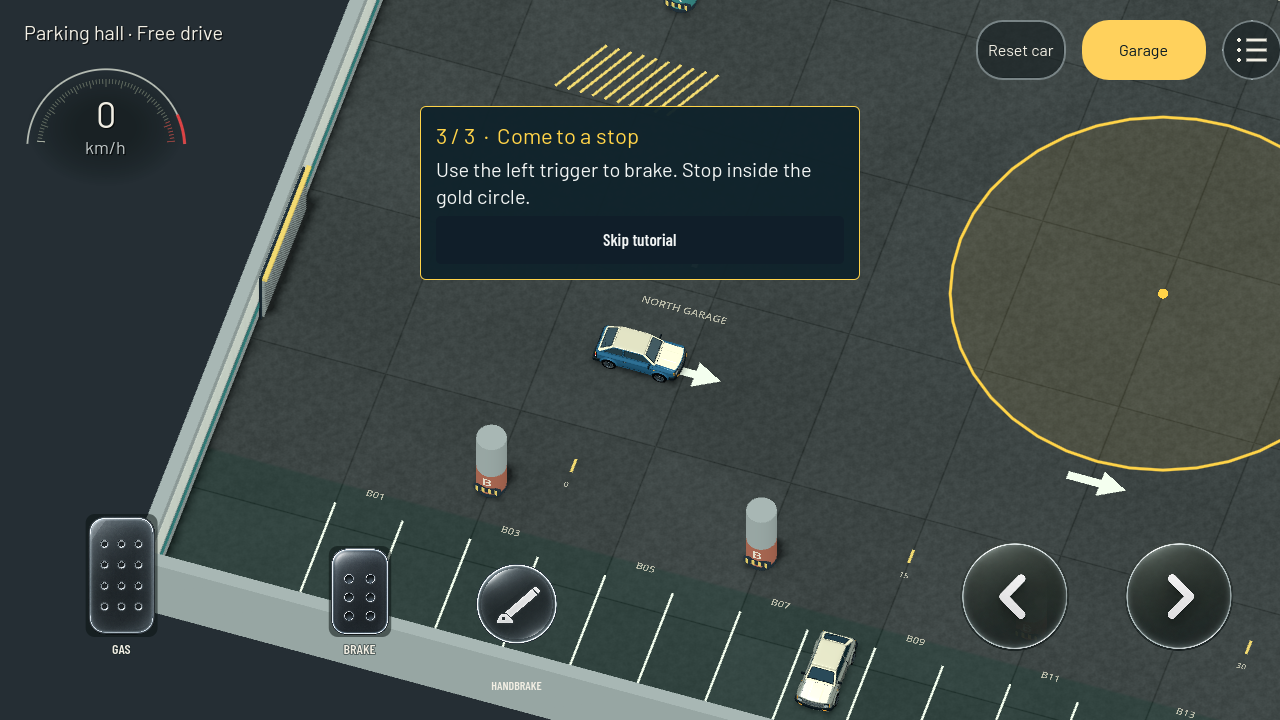 Parking hall · Free drive
Reset car
Garage
0
km/h
3 / 3 · Come to a stop
Use the left trigger to brake. Stop inside the
gold circle.
Skip tutorial
NORTH GARAGE
B
0
B
15
30
B01
B03
B05
B07
B09
B11
B13
GAS
BRAKE
HANDBRAKE